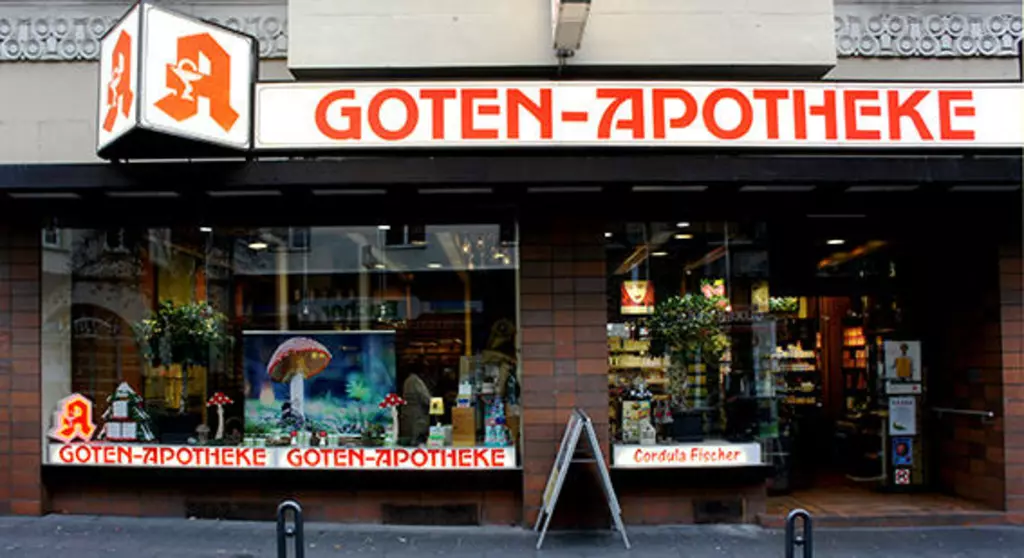 A
A
GOTEN-APOTHEKE
A
GOTEN-APOTHEKE GOTEN-APOTHEKE
Cordula Fischer